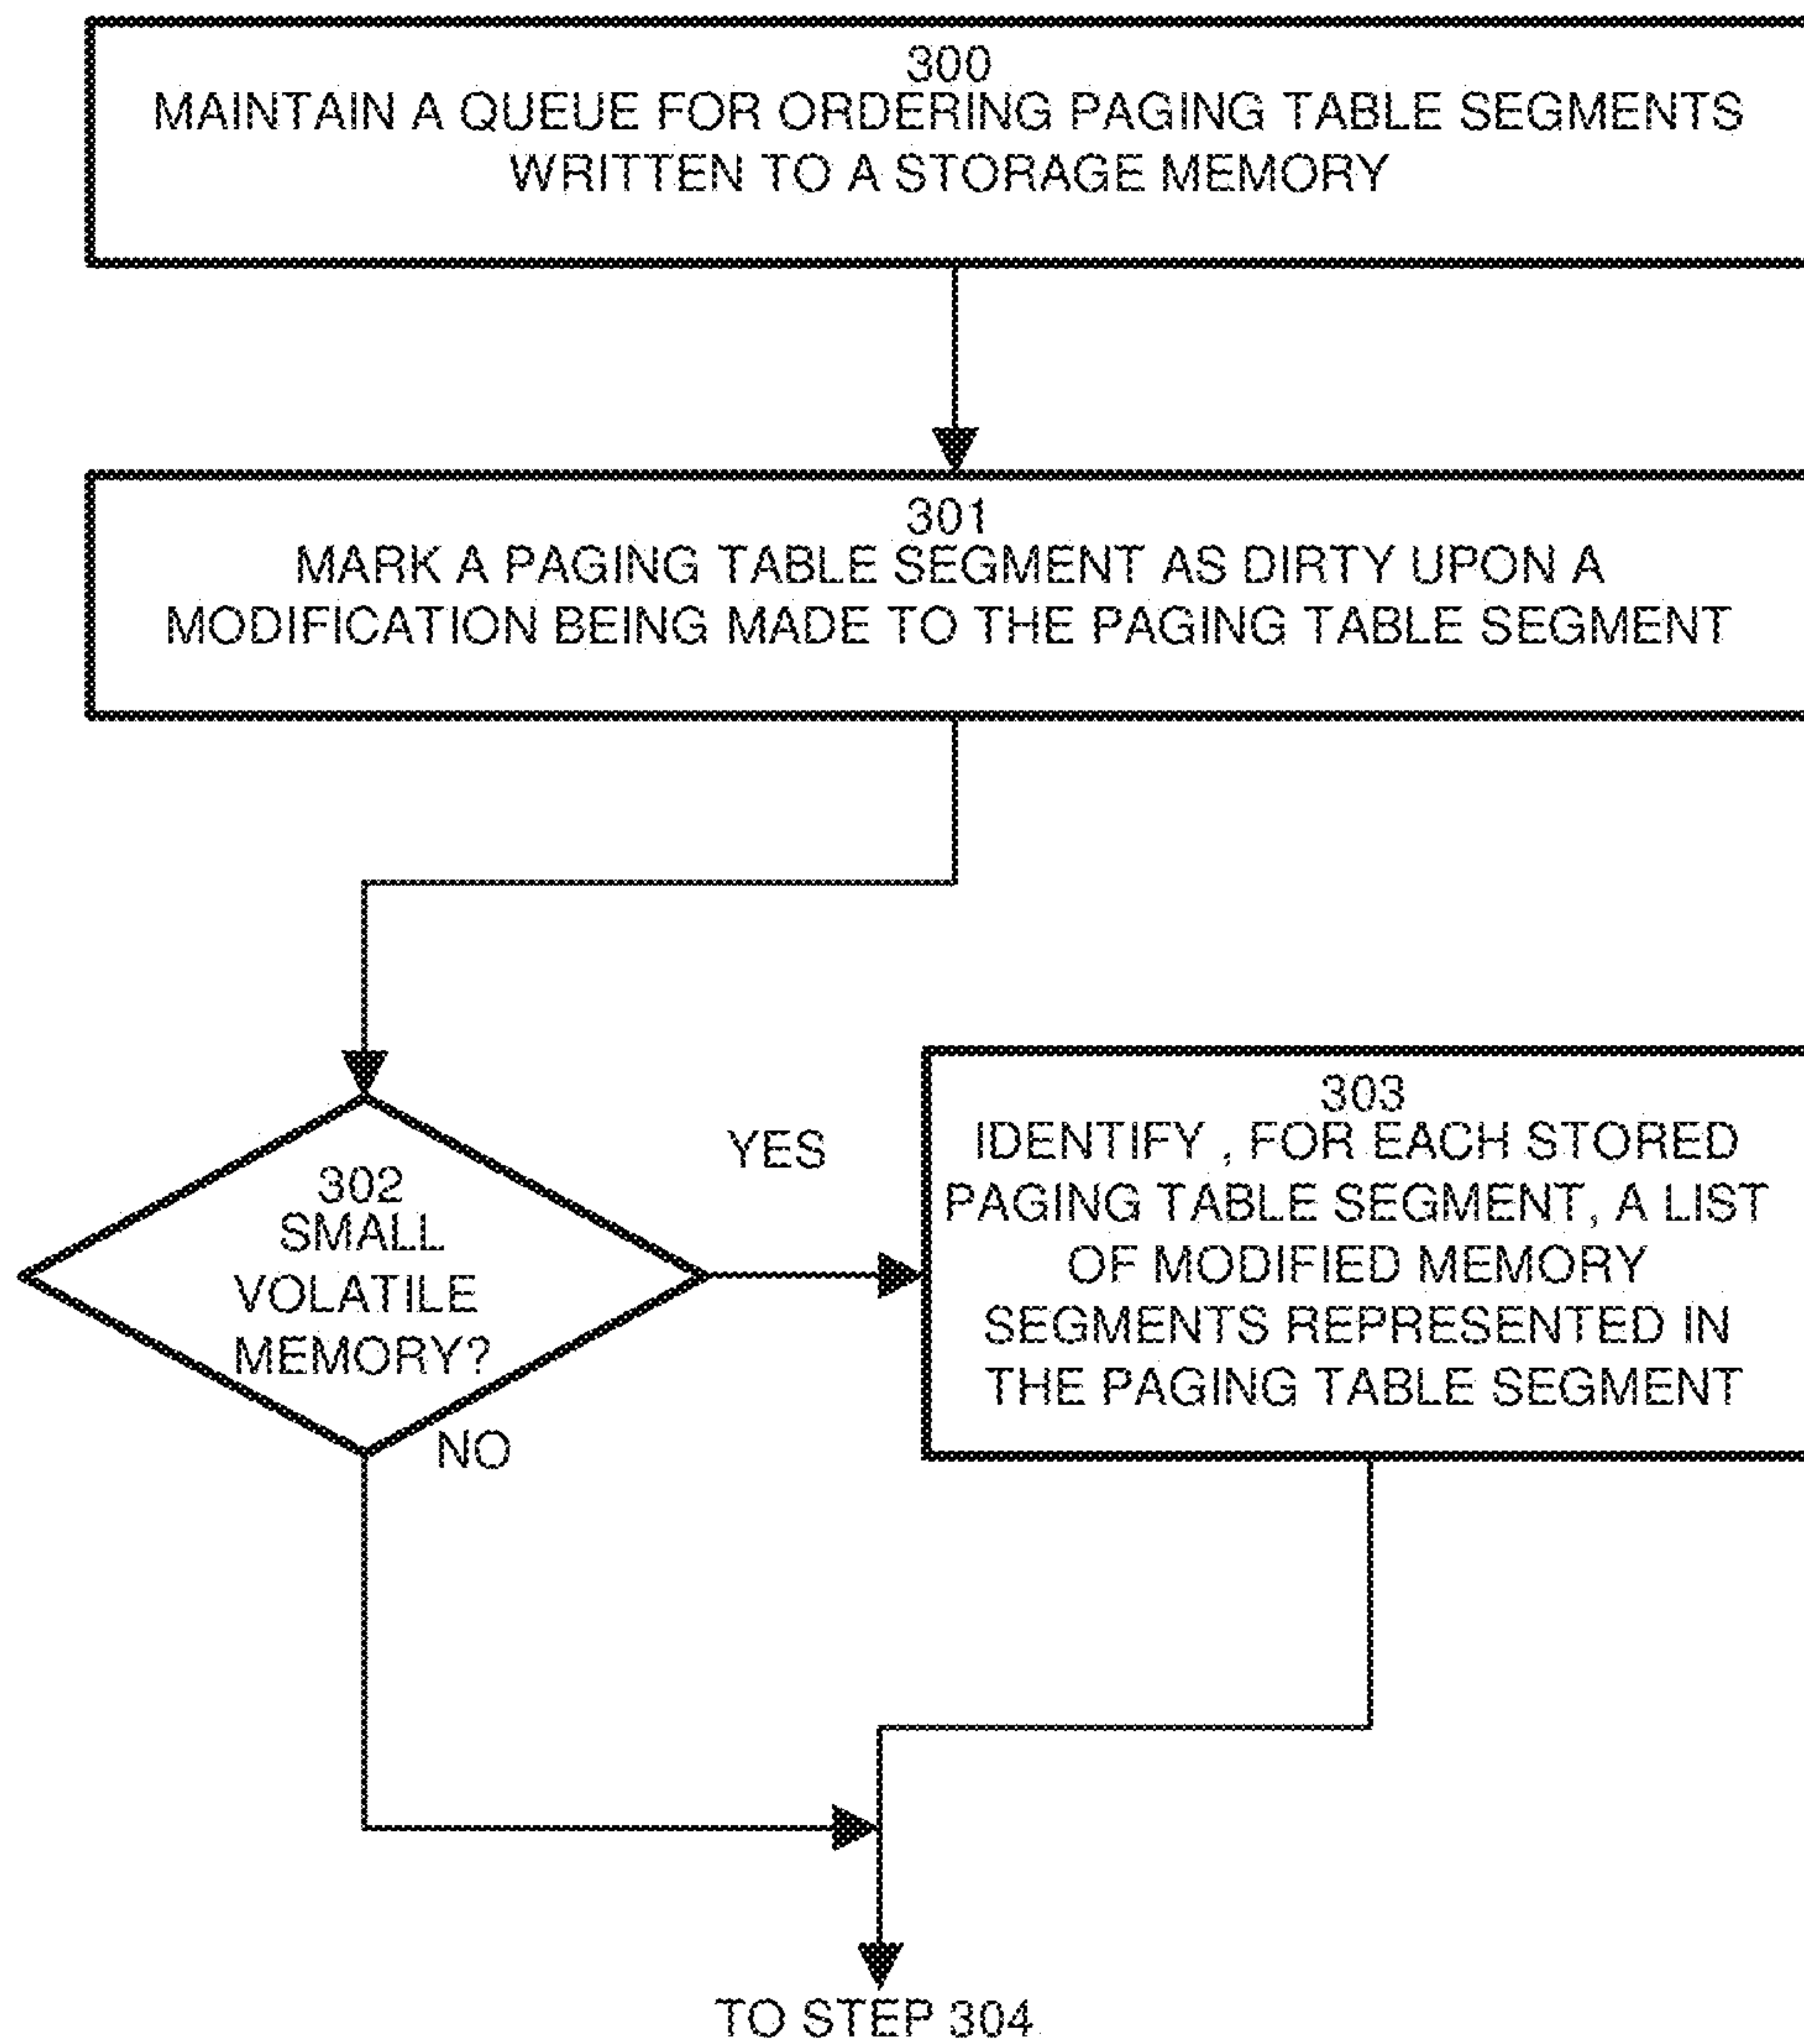 300
MAINTAIN A QUEUE FOR ORDERING PAGING TABLE SEGMENTS
WRITTEN TO A STORAGE MEMORY
301
MARK A PAGING TABLE SEGMENT AS DIRTY UPON A
MODIFICATION BEING MADE TO THE PAGING TABLE SEGMENT
302
SMALL
VOLATILE
MEMORY?
YES
NO
303
IDENTIFY , FOR EACH STORED
PAGING TABLE SEGMENT, A LIST
OF MODIFIED MEMORY
SEGMENTS REPRESENTED IN
THE PAGING TABLE SEGMENT
TO STEP 304